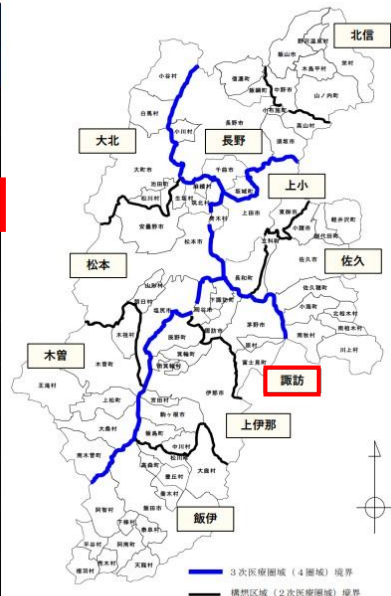 北信
野沢温泉村
飯山市
栄村
小谷村
信濃町
木島平村
飯綱町
中野市
山ノ内町
小布施町
白馬村
高山村
長野市
小川村
須坂市
大北
長野
大町市
千曲市
上小
池田町
麻績村
坂城町
松川村
生坂村
筑北村
青木村
東御市
軽井沢町
上田市
小諸市
御代田町
安曇野市
立科町
松本市
佐久市
佐久
松本
長和町
山形村
下諏訪町
佐久穂町
朝日村
塩尻市
岡谷市
小海町
茅野市
北相木村
木祖村
辰野町
諏訪市
南相木村
木曽
原村
南牧村
川上村
箕輪町
富士見町
木曽町
南箕輪村
諏訪
王滝村
伊那市
上松町
宮田村
駒ヶ根市
上伊那
大桑村
飯島町
南木曽町
中川村
松川町
大鹿村
高森町
豊丘村
喬木村
飯伊
阿智村
飯田市
下條村
泰阜村
平谷村
阿南町
売木村
天龍村
根羽村
3次医療圏域（4圏域）境界
構想区域（2次医療圏域）境界